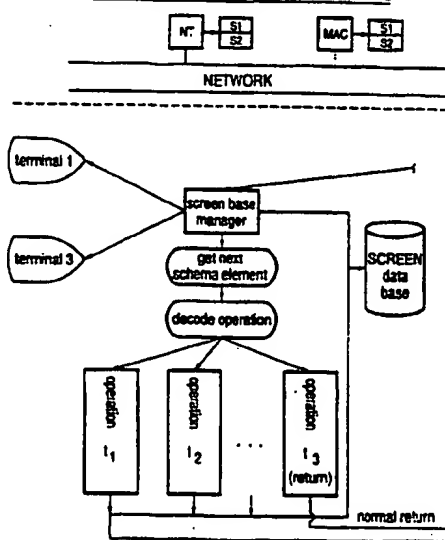 S1
S2
MAC
S1
S2
NETWORK
terminal 1
screen base
manager
terminal 3
get next
schema element
SCREEN
data
base
decode operation
operation
t1
operation
t2
...
operation
t3
(return)
normal return